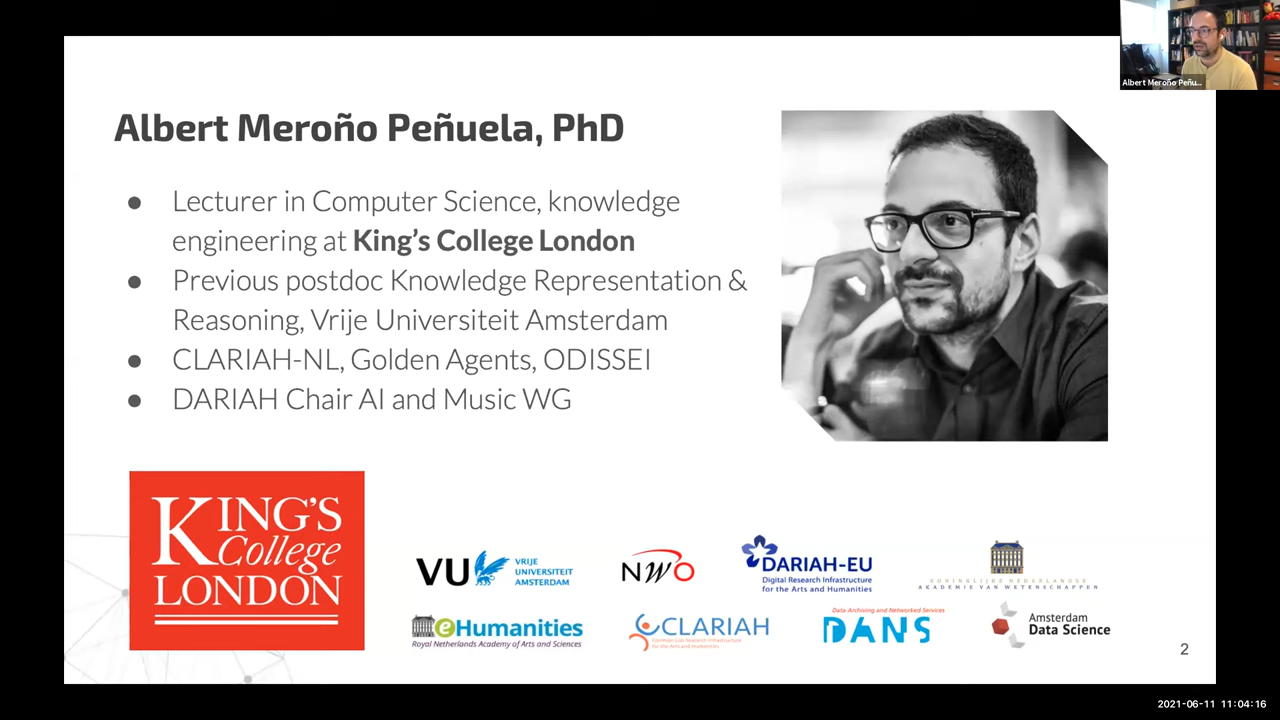 Albert Meroño Peñu...
Albert Meroño Peñuela, PhD
● Lecturer in Computer Science, knowledge
engineering at King's College London
● Previous postdoc Knowledge Representation &
Reasoning, Vrije Universiteit Amsterdam
● CLARIAH-NL, Golden Agents, ODISSEI
● DARIAH Chair AI and Music WG
KING'S
College
LONDON
VU VRIJE
UNIVERSITEIT
AMSTERDAM
NWO
DARIAH-EU
Digital Research Infrastructure
for the Arts and Humanities
KONINKLIJKE NEDERLANDSE
AKADEMIE VAN WETENSCHAPPEN
eHumanities
Royal Netherlands Academy of Arts and Sciences
CLARIAH
Common Lab Research Infrastructure
for the Arts and Humanities
Data Archiving and Networked Services
DANS
Amsterdam
Data Science
2
2021-06-11 11:04:16